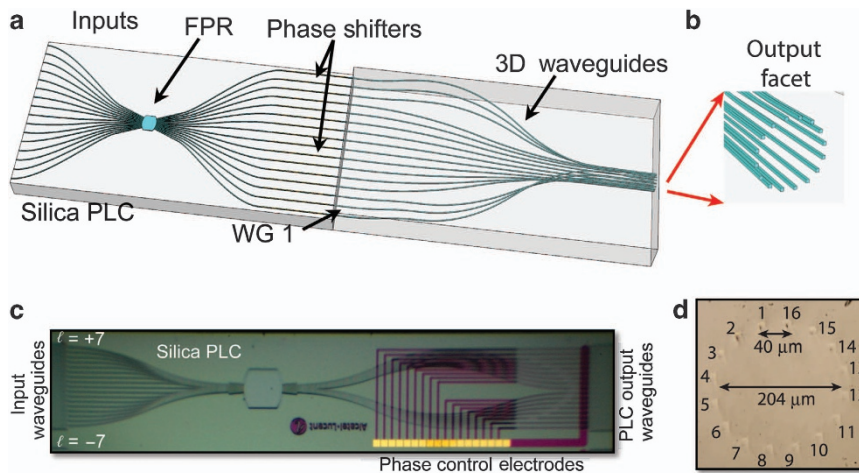 a
Inputs
FPR
Phase shifters
3D waveguides
Silica PLC
WG 1
b
Output
facet
c
ℓ = +7
Silica PLC
Input
waveguides
ℓ = −7
Alcatel-Lucent
PLC output
waveguides
Phase control electrodes
d
1 16
2 15
40 μm
3 14
4
204 μm
5
6 11
7 8 9 10